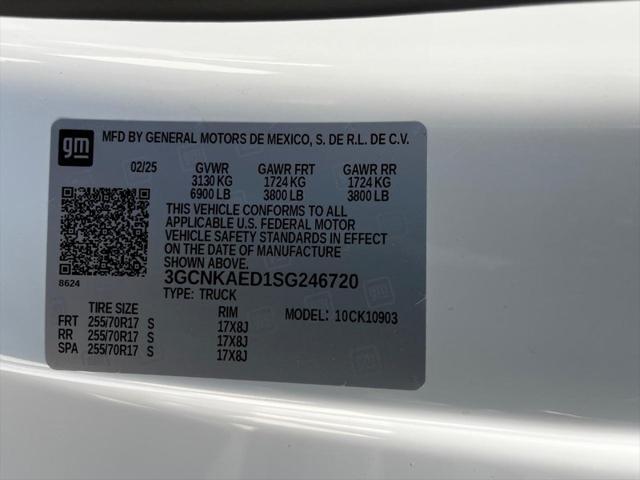 gm
MFD BY GENERAL MOTORS DE MEXICO, S. DE R.L. DE C.V.
02/25 GVWR GAWR FRT GAWR RR
3130 KG 1724 KG 1724 KG
6900 LB 3800 LB 3800 LB
THIS VEHICLE CONFORMS TO ALL
APPLICABLE U.S. FEDERAL MOTOR
VEHICLE SAFETY STANDARDS IN EFFECT
ON THE DATE OF MANUFACTURE
SHOWN ABOVE.
8624
3GCNKAED1SG246720
TYPE: TRUCK
TIRE SIZE RIM MODEL: 10CK10903
FRT 255/70R17 S 17X8J
RR 255/70R17 S 17X8J
SPA 255/70R17 S 17X8J